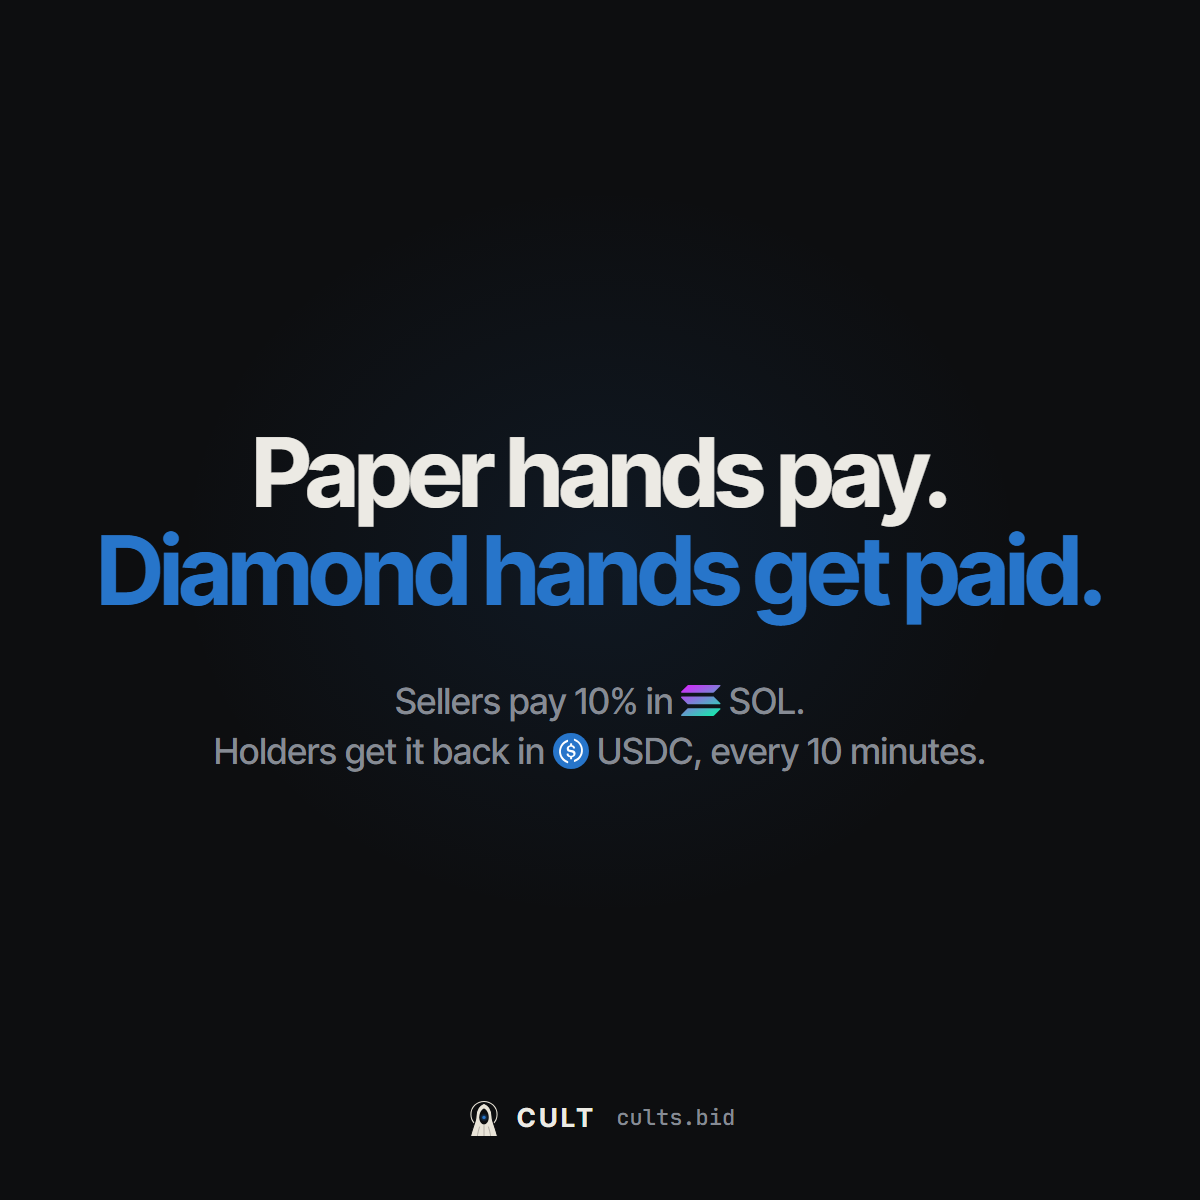 Paper hands pay.
Diamond hands get paid.
Sellers pay 10% in SOL.
Holders get it back in USDC, every 10 minutes.
CULT cults.bid